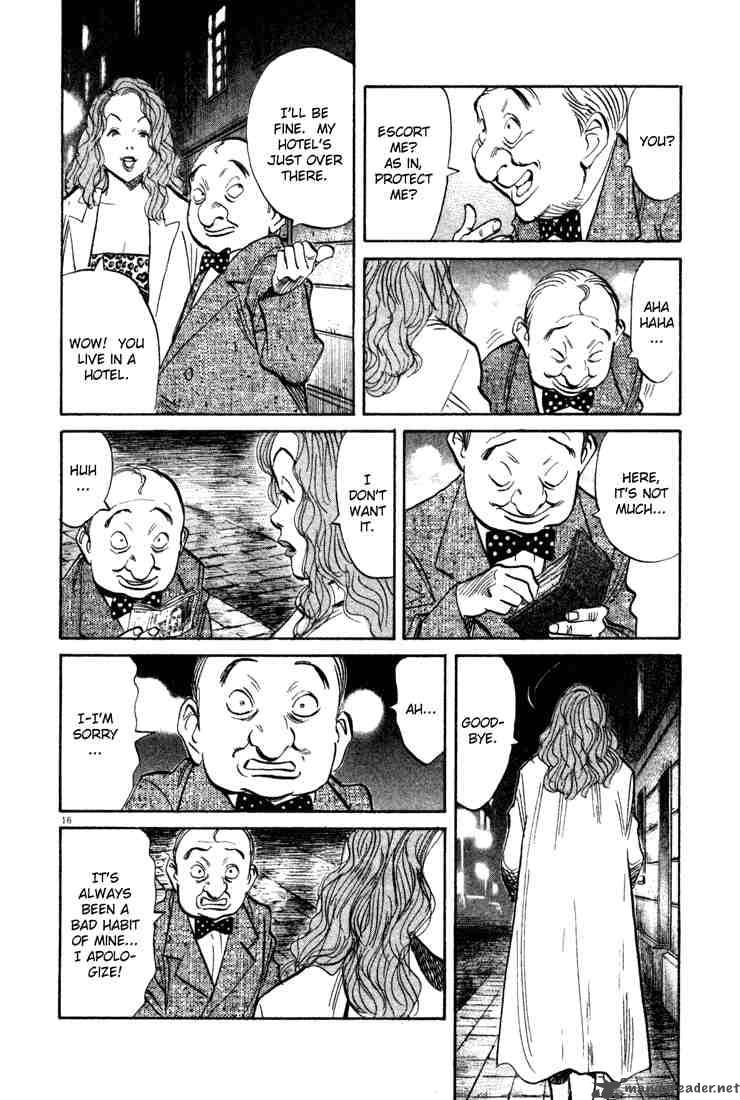 YOU?
ESCORT
ME?
AS IN,
PROTECT
ME?
AHA
HAHA
...
I'LL BE
FINE. MY
HOTEL'S
JUST OVER
THERE.
WOW! YOU
LIVE IN A
HOTEL.
HERE,
IT'S NOT
MUCH...
I
DON'T
WANT
IT.
HUH
...
GOOD-
BYE.
AH...
I-I'M
SORRY
...
IT'S
ALWAYS
BEEN A
BAD HABIT
OF MINE...
I APOLO-
GIZE!
16
mangareader.net